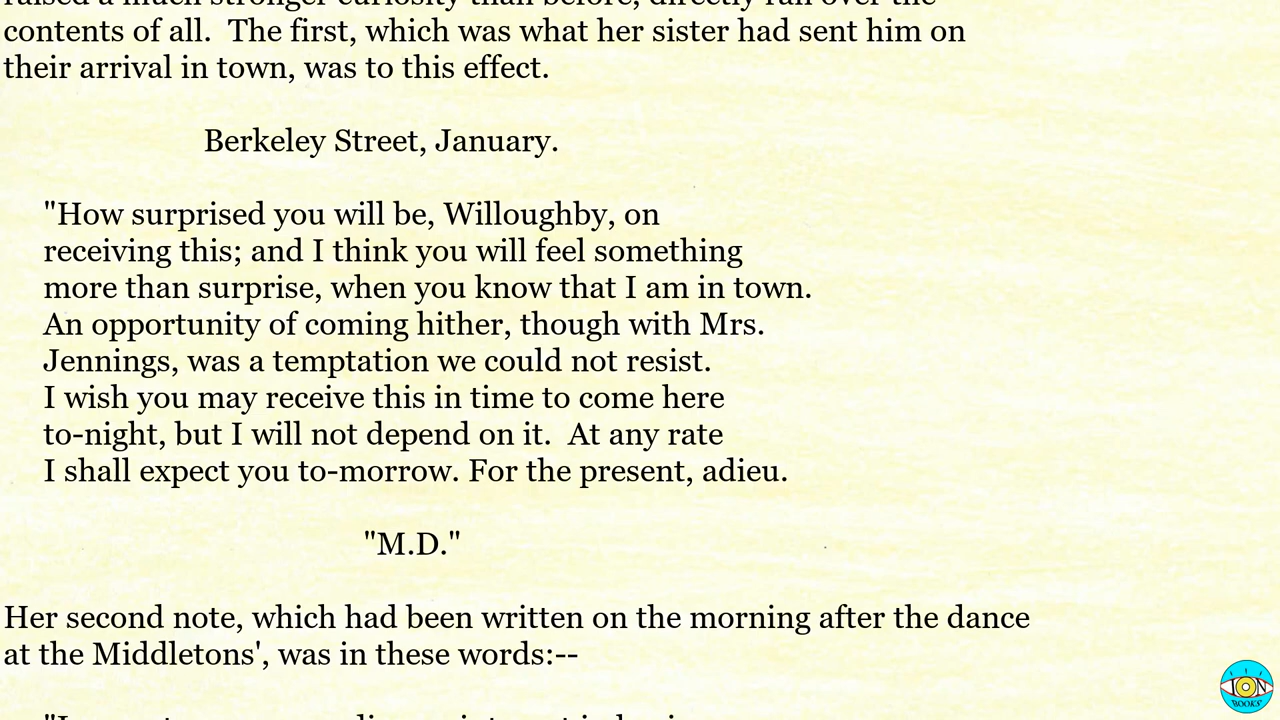 contents of all.  The first, which was what her sister had sent him on
their arrival in town, was to this effect.
Berkeley Street, January.
"How surprised you will be, Willoughby, on
receiving this; and I think you will feel something
more than surprise, when you know that I am in town.
An opportunity of coming hither, though with Mrs.
Jennings, was a temptation we could not resist.
I wish you may receive this in time to come here
to-night, but I will not depend on it.  At any rate
I shall expect you to-morrow. For the present, adieu.
"M.D."
Her second note, which had been written on the morning after the dance
at the Middletons', was in these words:--
ION
BOOKS